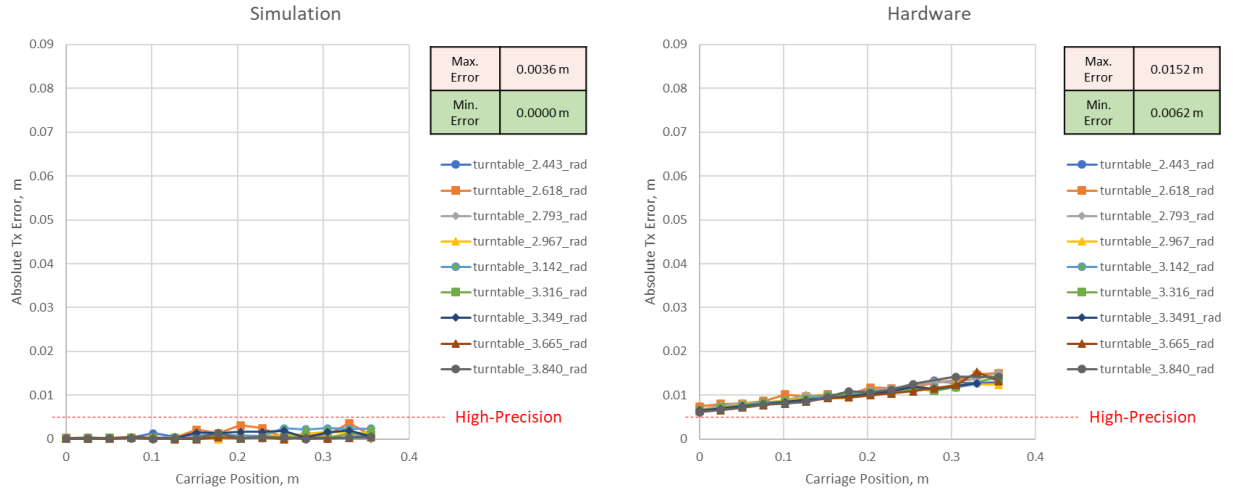 Simulation
0.09
0.08
0.07
0.06
0.05
0.04
0.03
0.02
0.01
0
Absolute Tx Error, m
0 0.1 0.2 0.3 0.4
Carriage Position, m
Max. Error 0.0036 m
Min. Error 0.0000 m
turntable_2.443_rad
turntable_2.618_rad
turntable_2.793_rad
turntable_2.967_rad
turntable_3.142_rad
turntable_3.316_rad
turntable_3.349_rad
turntable_3.665_rad
turntable_3.840_rad
High-Precision
Hardware
0.09
0.08
0.07
0.06
0.05
0.04
0.03
0.02
0.01
0
Absolute Tx Error, m
0 0.1 0.2 0.3 0.4
Carriage Position, m
Max. Error 0.0152 m
Min. Error 0.0062 m
turntable_2.443_rad
turntable_2.618_rad
turntable_2.793_rad
turntable_2.967_rad
turntable_3.142_rad
turntable_3.316_rad
turntable_3.3491_rad
turntable_3.665_rad
turntable_3.840_rad
High-Precision